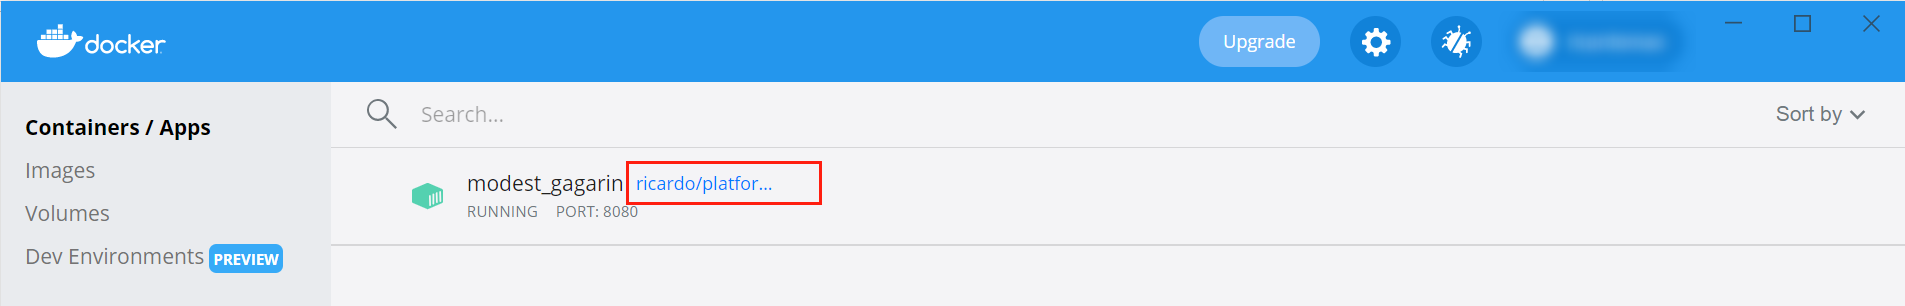 docker
Upgrade
Containers / Apps
Images
Volumes
Dev Environments PREVIEW
Search...
Sort by
modest_gagarin ricardo/platfor...
RUNNING PORT: 8080